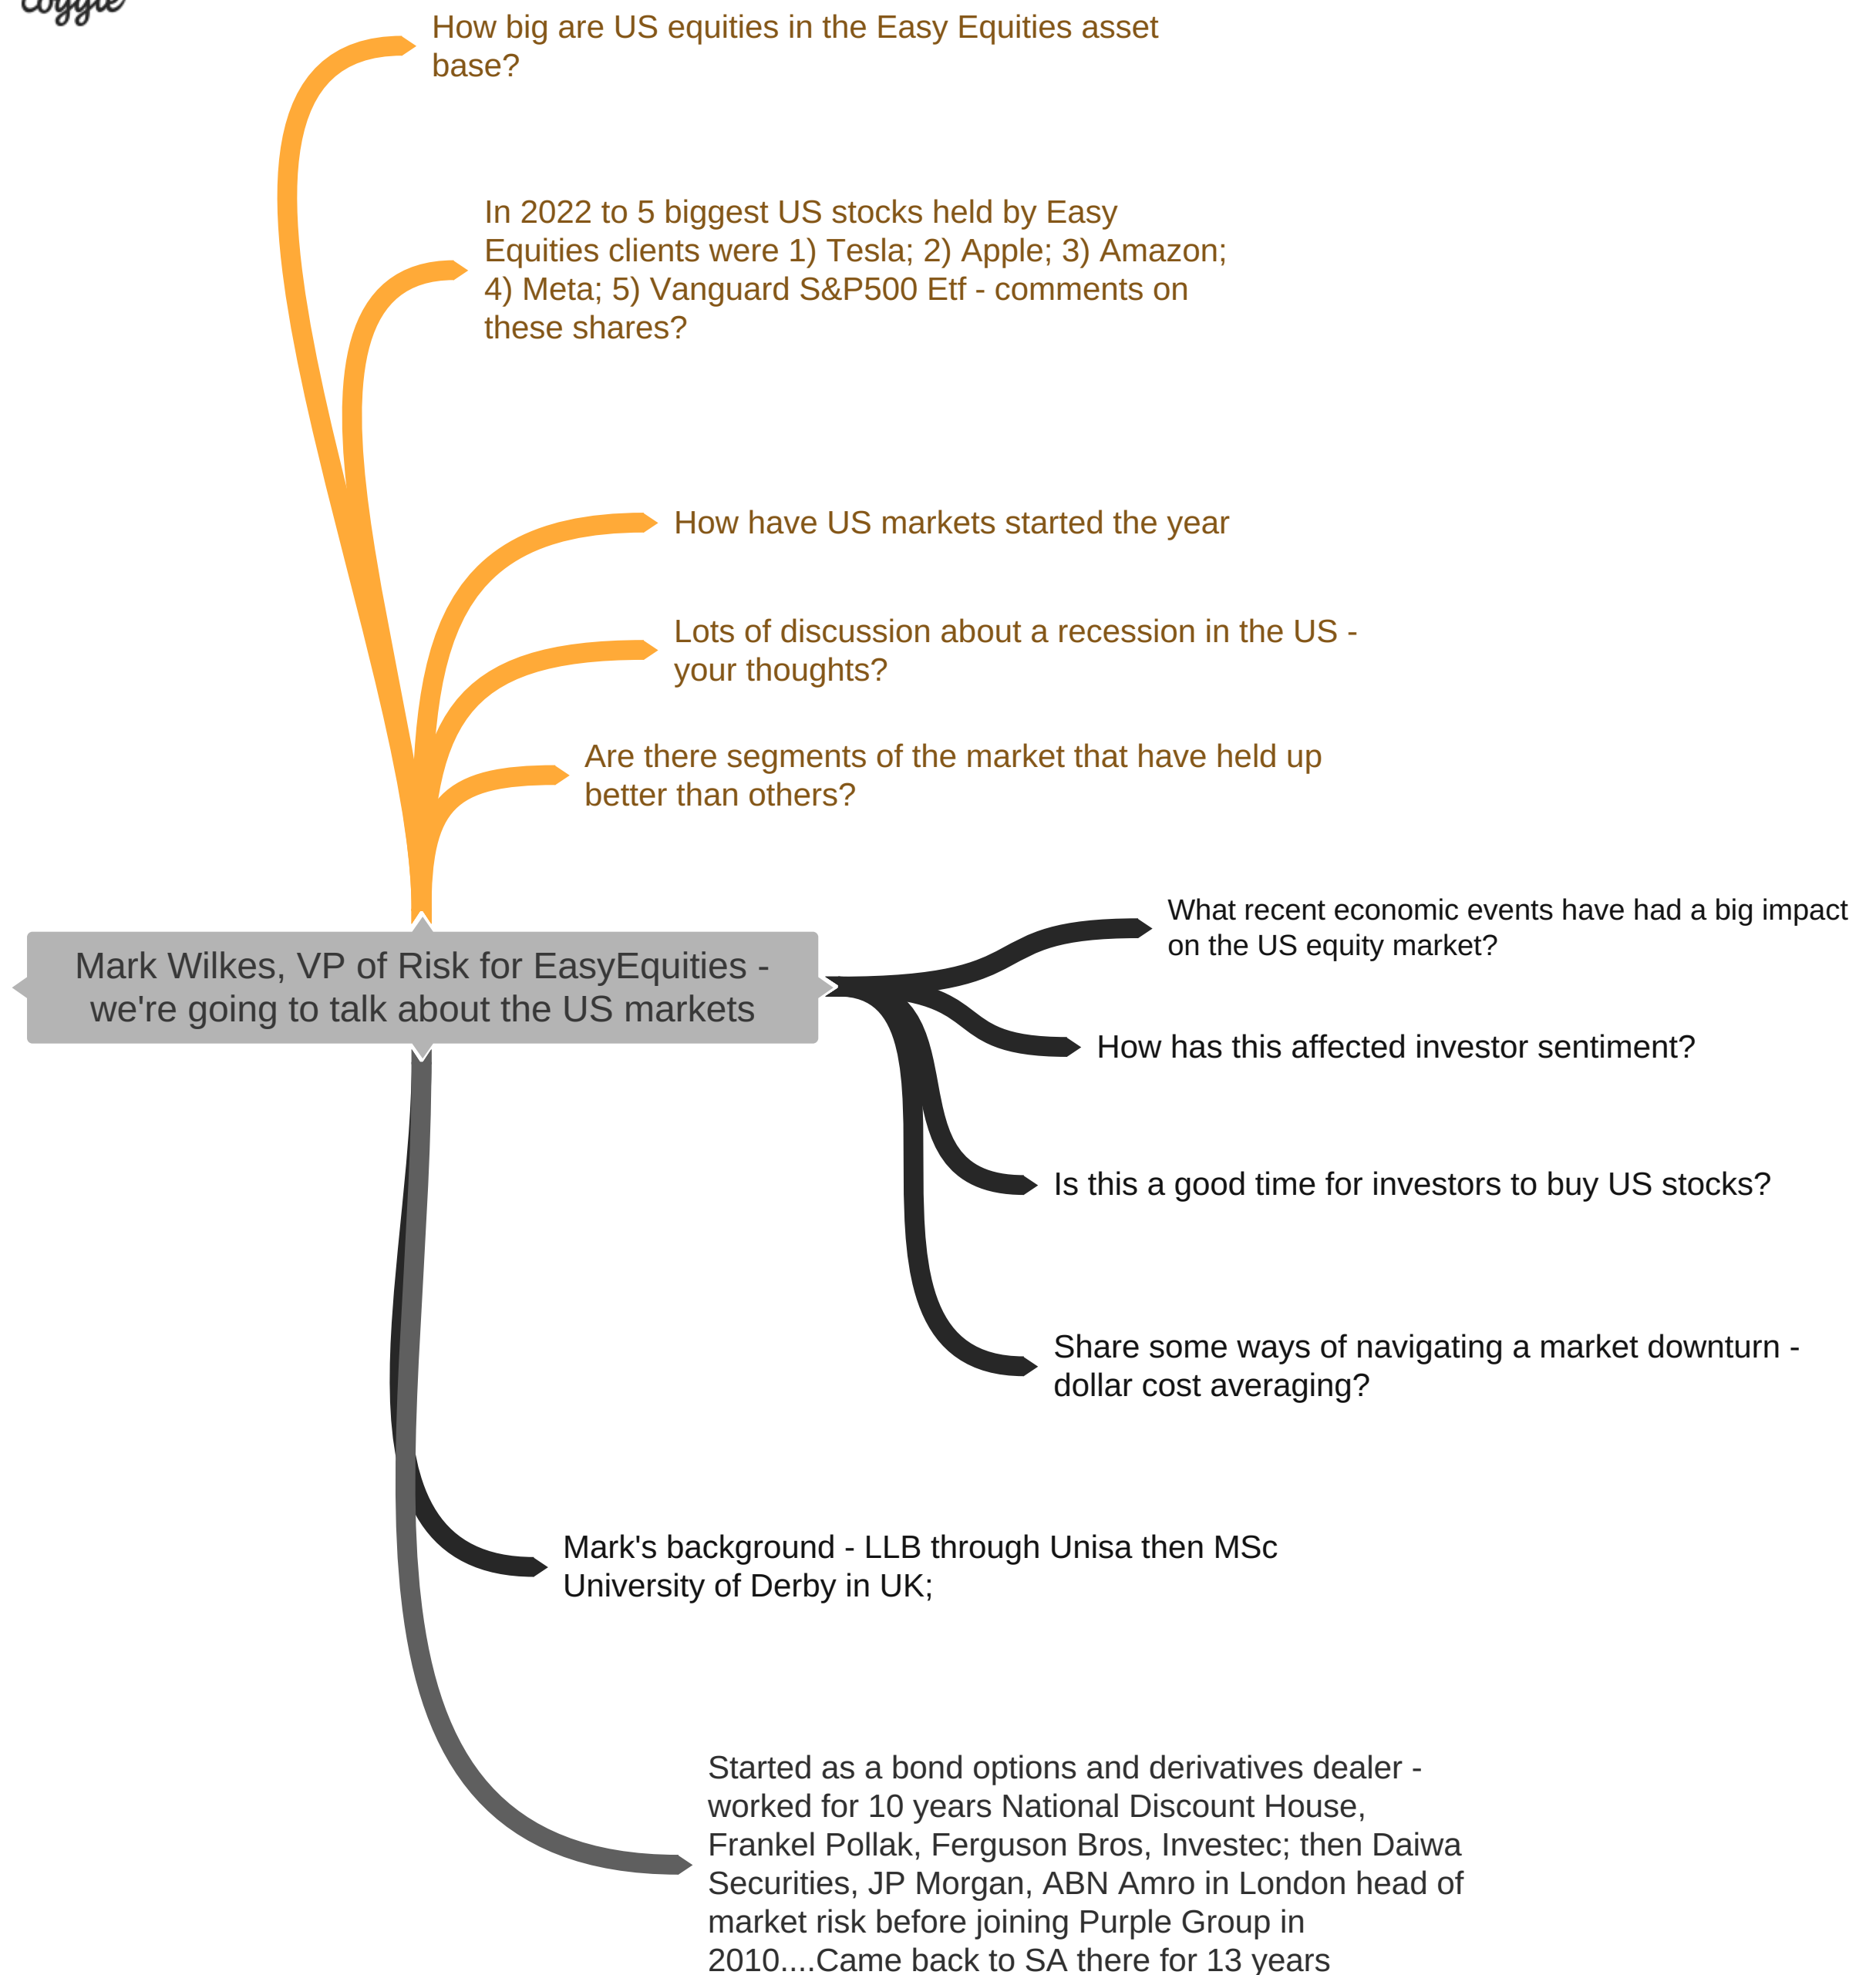 coggle
How big are US equities in the Easy Equities asset
base?
In 2022 to 5 biggest US stocks held by Easy
Equities clients were 1) Tesla; 2) Apple; 3) Amazon;
4) Meta; 5) Vanguard S&P500 Etf - comments on
these shares?
How have US markets started the year
Lots of discussion about a recession in the US -
your thoughts?
Are there segments of the market that have held up
better than others?
What recent economic events have had a big impact
on the US equity market?
Mark Wilkes, VP of Risk for EasyEquities -
we're going to talk about the US markets
How has this affected investor sentiment?
Is this a good time for investors to buy US stocks?
Share some ways of navigating a market downturn -
dollar cost averaging?
Mark's background - LLB through Unisa then MSc
University of Derby in UK;
Started as a bond options and derivatives dealer -
worked for 10 years National Discount House,
Frankel Pollak, Ferguson Bros, Investec; then Daiwa
Securities, JP Morgan, ABN Amro in London head of
market risk before joining Purple Group in
2010....Came back to SA there for 13 years